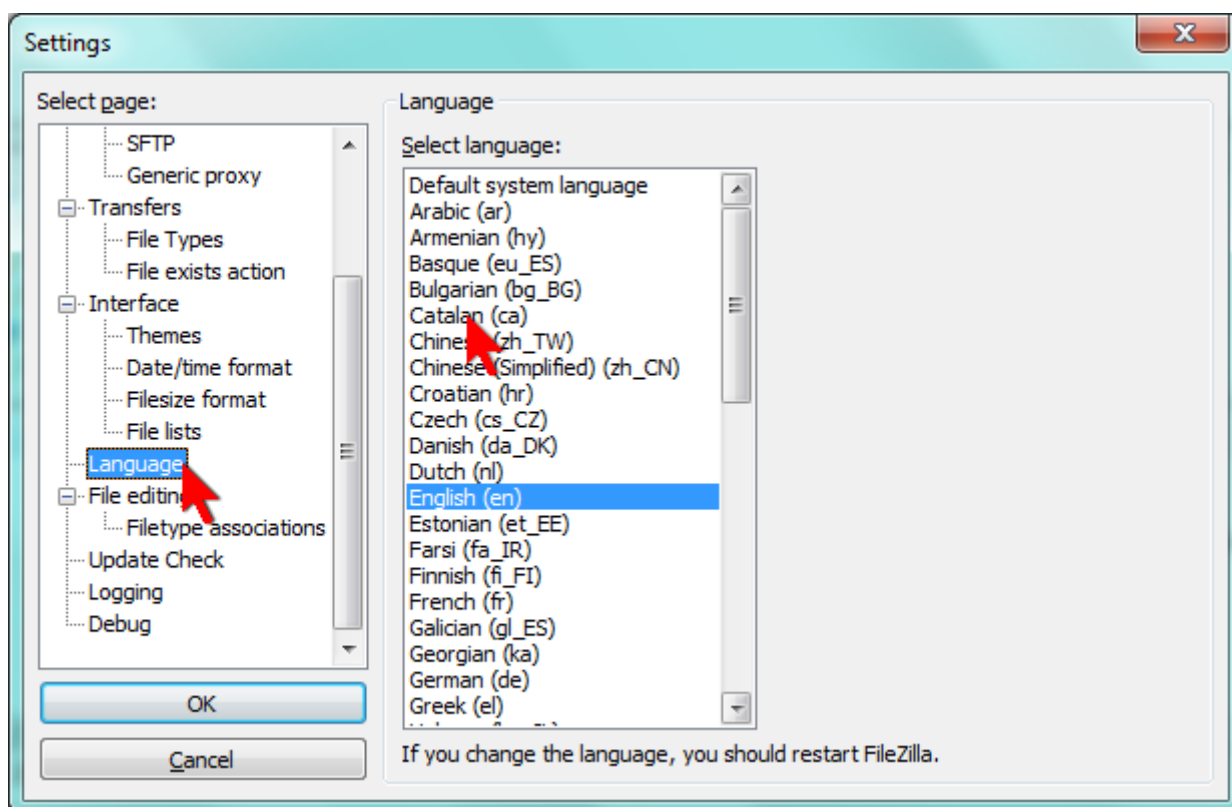 Settings
Select page:
SFTP
Generic proxy
Transfers
File Types
File exists action
Interface
Themes
Date/time format
Filesize format
File lists
Language
File editing
Filetype associations
Update Check
Logging
Debug
OK
Cancel
Language
Select language:
Default system language
Arabic (ar)
Armenian (hy)
Basque (eu_ES)
Bulgarian (bg_BG)
Catalan (ca)
Chinese (zh_TW)
Chinese (Simplified) (zh_CN)
Croatian (hr)
Czech (cs_CZ)
Danish (da_DK)
Dutch (nl)
English (en)
Estonian (et_EE)
Farsi (fa_IR)
Finnish (fi_FI)
French (fr)
Galician (gl_ES)
Georgian (ka)
German (de)
Greek (el)
If you change the language, you should restart FileZilla.